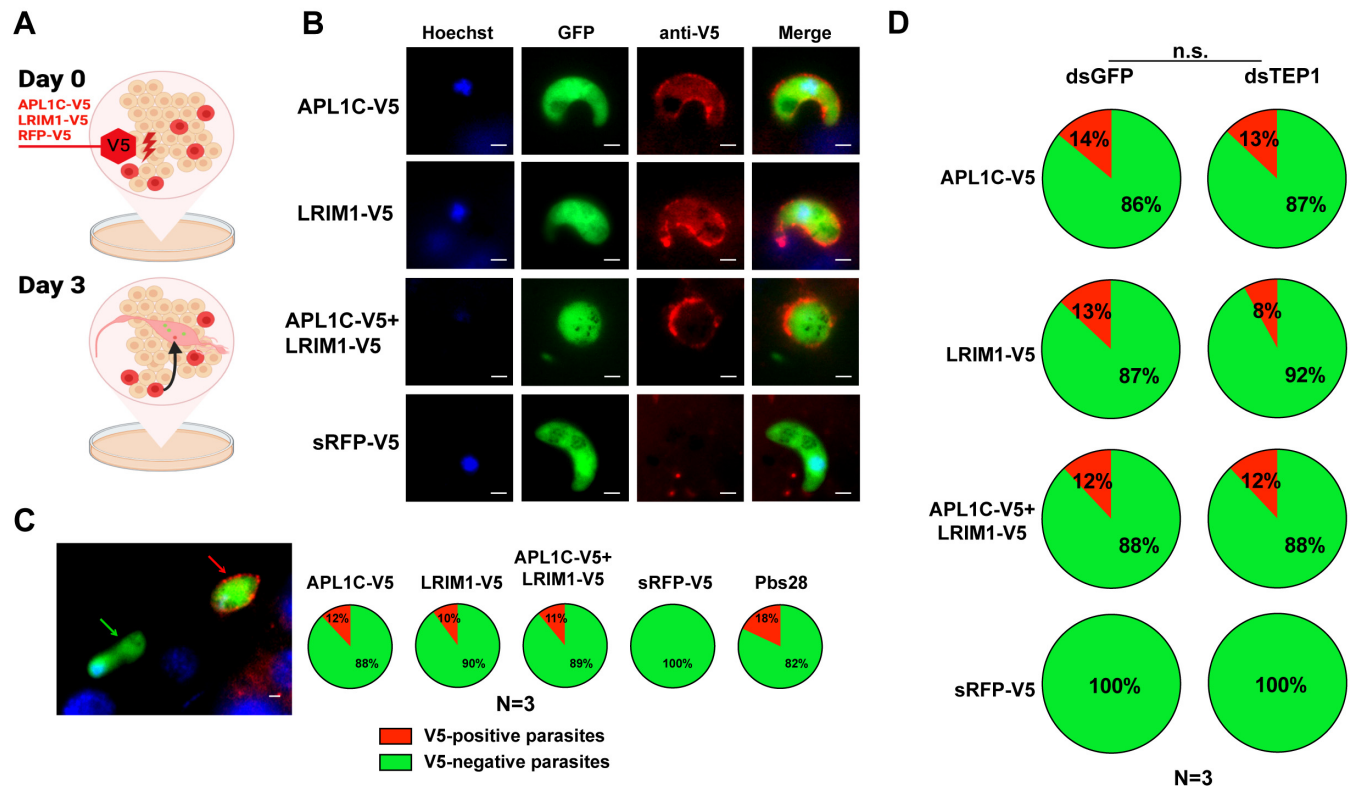 A
Day 0
APL1C-V5
LRIM1-V5
RFP-V5
V5
Day 3
B
Hoechst GFP anti-V5 Merge
APL1C-V5
LRIM1-V5
APL1C-V5+
LRIM1-V5
sRFP-V5
C
APL1C-V5 LRIM1-V5 APL1C-V5+
LRIM1-V5 sRFP-V5 Pbs28
12% 10% 11% 18%
88% 90% 89% 100% 82%
N=3
V5-positive parasites
V5-negative parasites
D
n.s.
dsGFP dsTEP1
APL1C-V5
14% 13%
86% 87%
LRIM1-V5
13% 8%
87% 92%
APL1C-V5+
LRIM1-V5
12% 12%
88% 88%
sRFP-V5
100% 100%
N=3